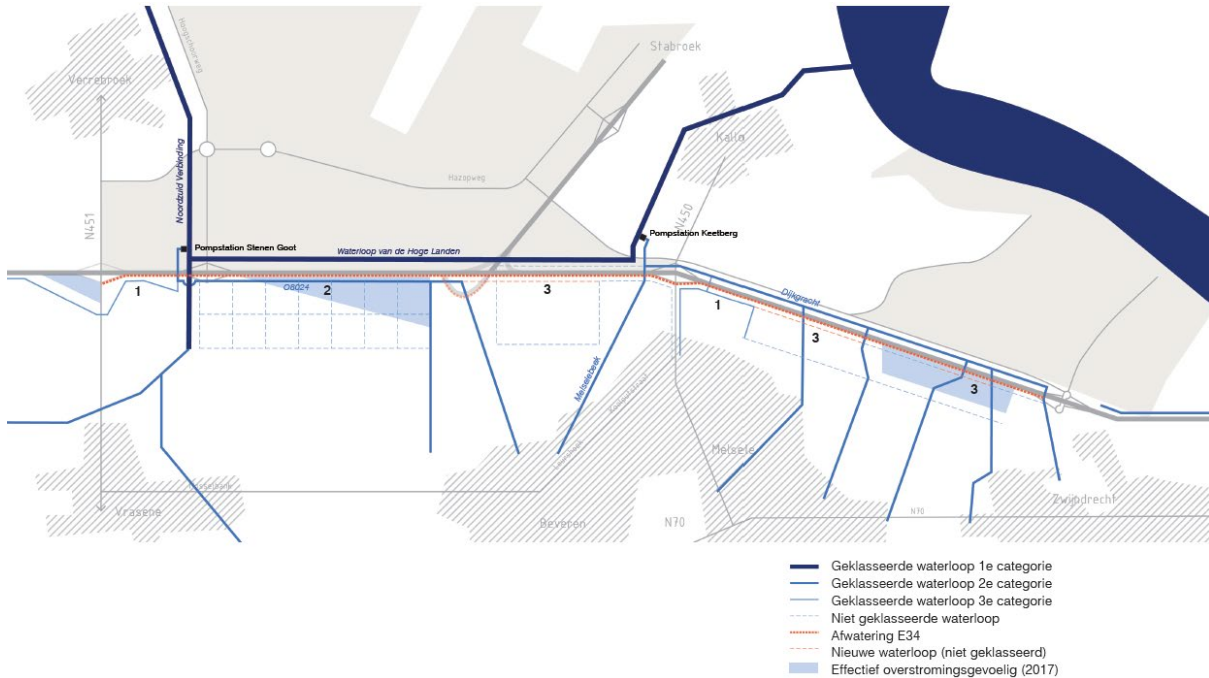 Stabroek
Hoogschoorweg
Verrebroek
Kallo
Noordzuid Verbinding
Hazopweg
N451
N450
Pompstation Stenen Goot
Waterloop van de Hoge Landen
Pompstation Keetberg
1
O8024
2
3
1
Dijkgracht
3
3
Melselebeek
Melsele
Vrasene
Beveren
N70
N70
Zwijndrecht
Geklasseerde waterloop 1e categorie
Geklasseerde waterloop 2e categorie
Geklasseerde waterloop 3e categorie
Niet geklasseerde waterloop
Afwatering E34
Nieuwe waterloop (niet geklasseerd)
Effectief overstromingsgevoelig (2017)